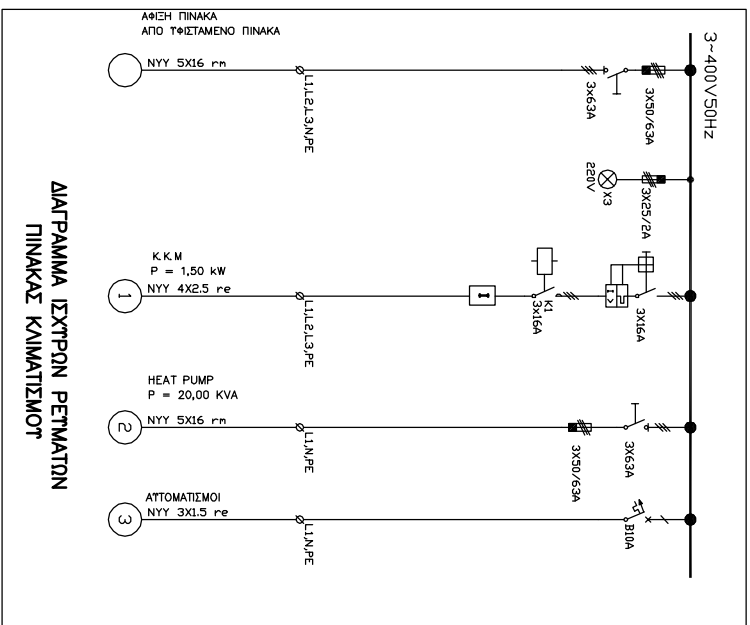 ΑΦΙΞΗ ΠΙΝΑΚΑ
ΑΠΟ ΥΦΙΣΤΑΜΕΝΟ ΠΙΝΑΚΑ
NYY 5X16 rm
L1,L2,L3,N,PE
3x63A
3X50/63A
3~400V/50Hz
220V
X3
3X25/2A
K.K.M
P = 1,50 kW
1
NYY 4X2.5 re
L1,L2,L3,PE
I
K1
3x16A
I>
3X16A
HEAT PUMP
P = 20,00 KVA
2
NYY 5X16 rm
L1,N,PE
3X50/63A
3X63A
ΑΥΤΟΜΑΤΙΣΜΟΙ
3
NYY 3X1.5 re
L1,N,PE
B10A
ΔΙΑΓΡΑΜΜΑ ΙΣΧΥΡΩΝ ΡΕΥΜΑΤΩΝ
ΠΙΝΑΚΑΣ ΚΛΙΜΑΤΙΣΜΟΥ